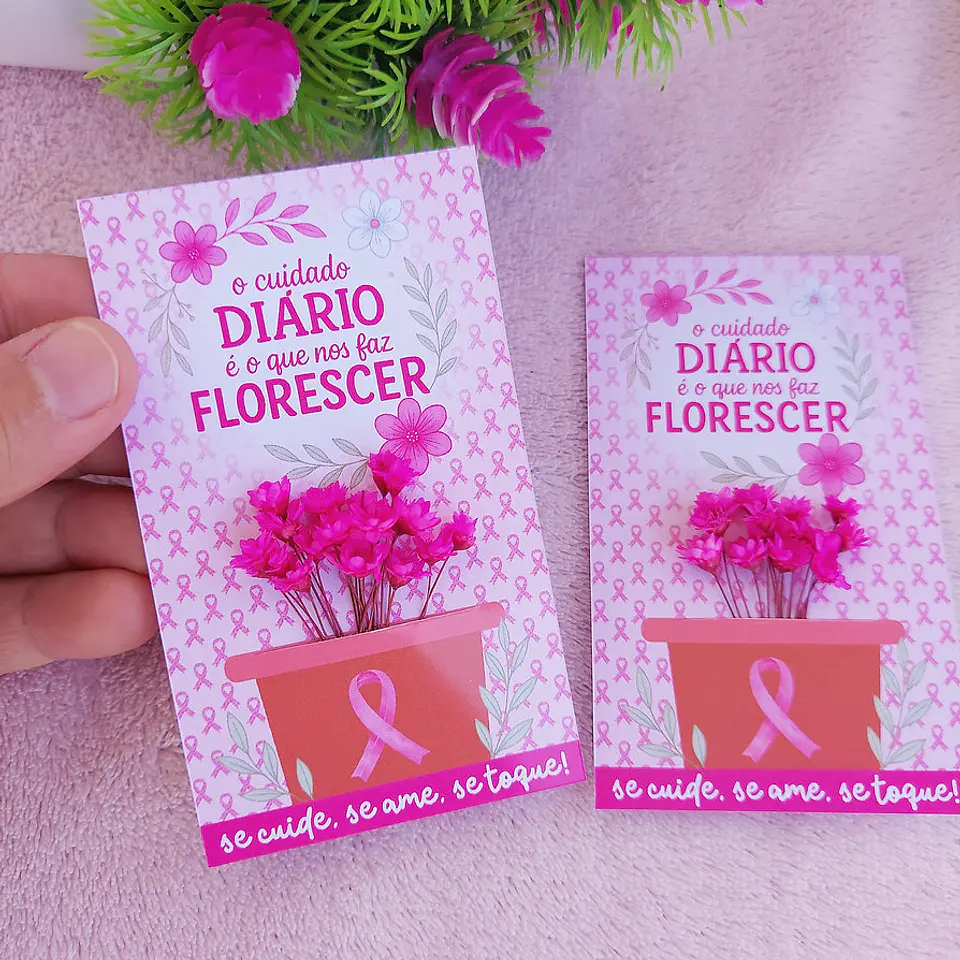 o cuidado
DIÁRIO
é o que nos faz
FLORESCER
se cuide, se ame, se toque!
o cuidado
DIÁRIO
é o que nos faz
FLORESCER
se cuide, se ame, se toque!